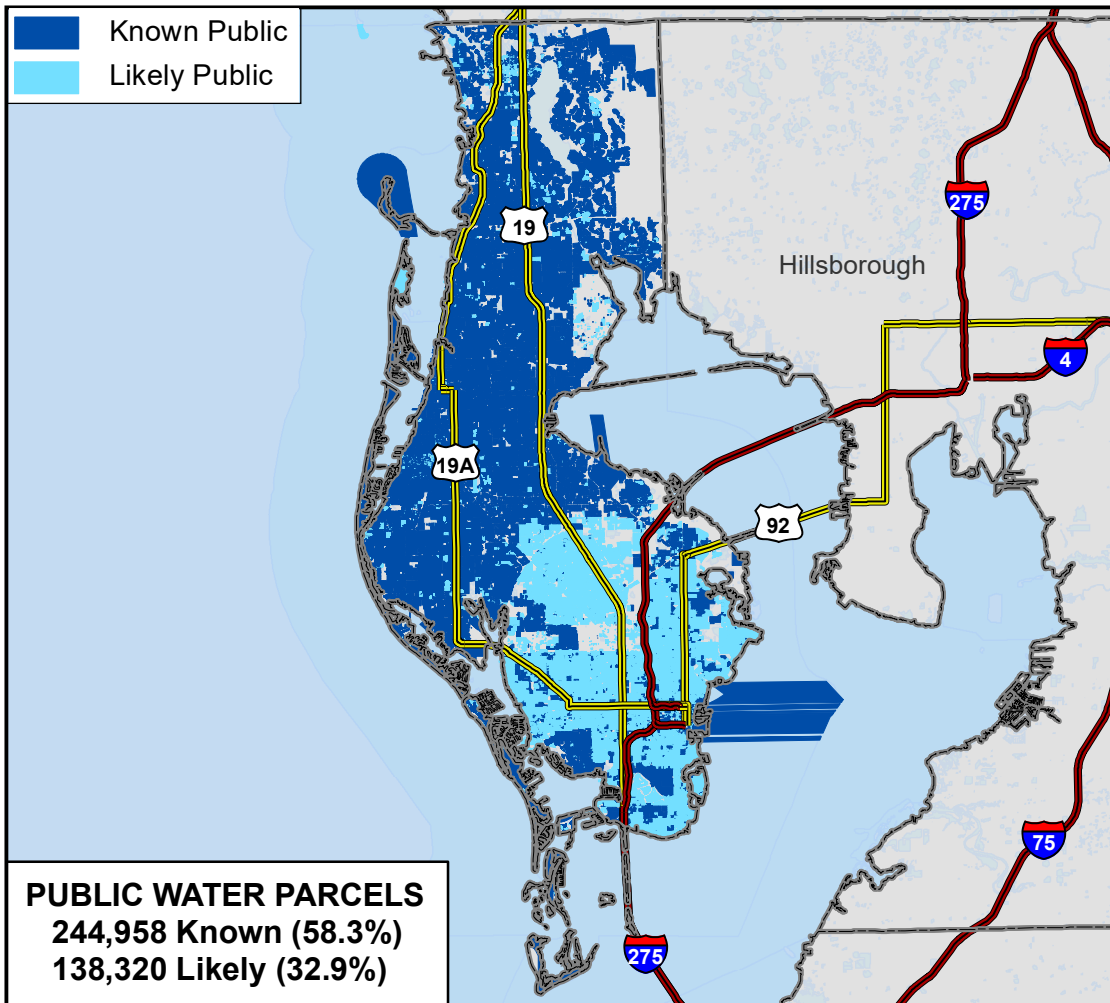 Known Public
Likely Public
19
275
Hillsborough
4
19A
92
75
275
PUBLIC WATER PARCELS
244,958 Known (58.3%)
138,320 Likely (32.9%)